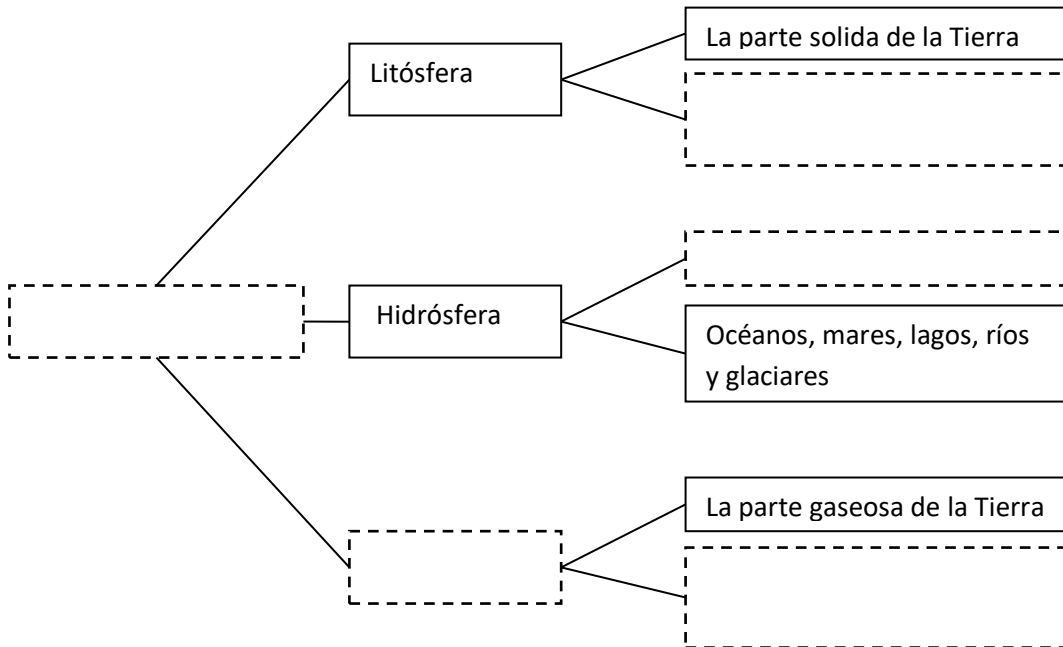 Litósfera
La parte solida de la Tierra
Hidrósfera
Océanos, mares, lagos, ríos
y glaciares
La parte gaseosa de la Tierra